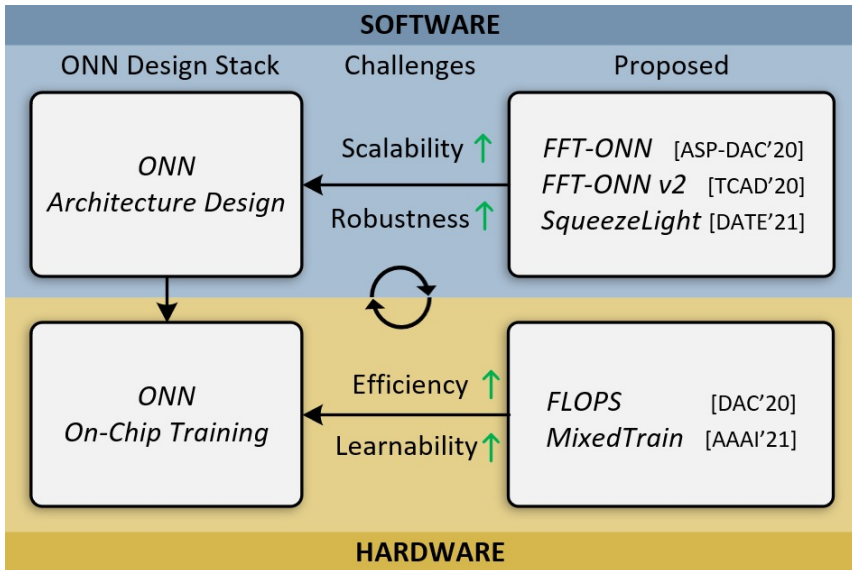 SOFTWARE
ONN Design Stack
Challenges
Proposed
ONN
Architecture Design
Scalability
Robustness
FFT-ONN [ASP-DAC’20]
FFT-ONN v2 [TCAD’20]
SqueezeLight [DATE’21]
ONN
On-Chip Training
Efficiency
Learnability
FLOPS [DAC’20]
MixedTrain [AAAI’21]
HARDWARE